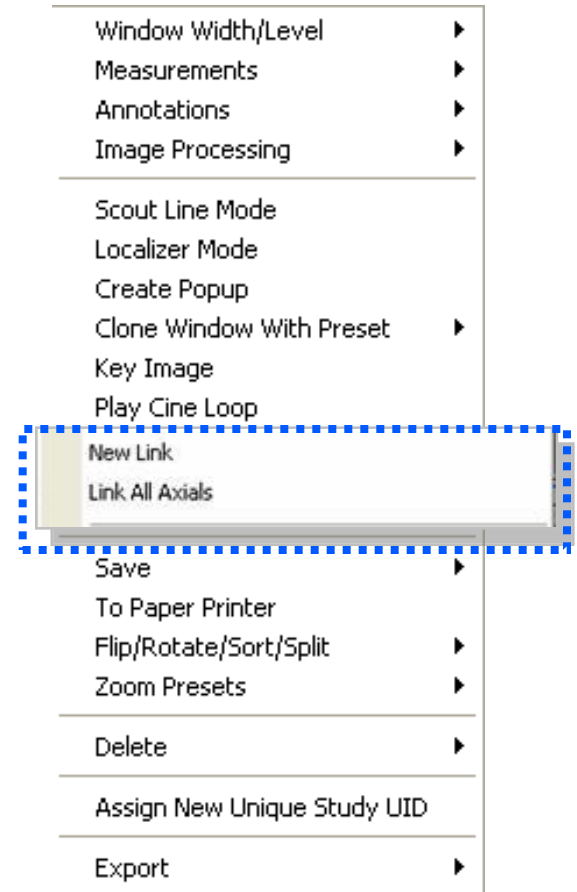 Window Width/Level
Measurements
Annotations
Image Processing
Scout Line Mode
Localizer Mode
Create Popup
Clone Window With Preset
Key Image
Play Cine Loop
New Link
Link All Axials
Save
To Paper Printer
Flip/Rotate/Sort/Split
Zoom Presets
Delete
Assign New Unique Study UID
Export